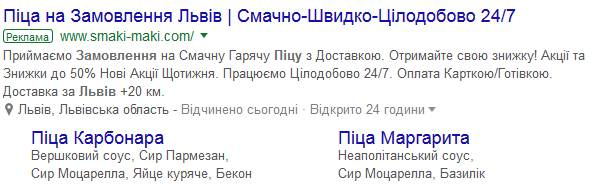 Піца на Замовлення Львів | Смачно-Швидко-Цілодобово 24/7
Реклама www.smaki-maki.com/
Приймаємо Замовлення на Смачну Гарячу Піцу з Доставкою. Отримайте свою знижку! Акції та
Знижки до 50% Нові Акції Щотижня. Працюємо Цілодобово 24/7. Оплата Карткою/Готівкою.
Доставка за Львів +20 км.
Львів, Львівська область - Відчинено сьогодні · Відкрито 24 години
Піца Карбонара Піца Маргарита
Вершковий соус, Сир Пармезан, Неаполітанський соус,
Сир Моцарелла, Яйце куряче, Бекон Сир Моцарелла, Базилік